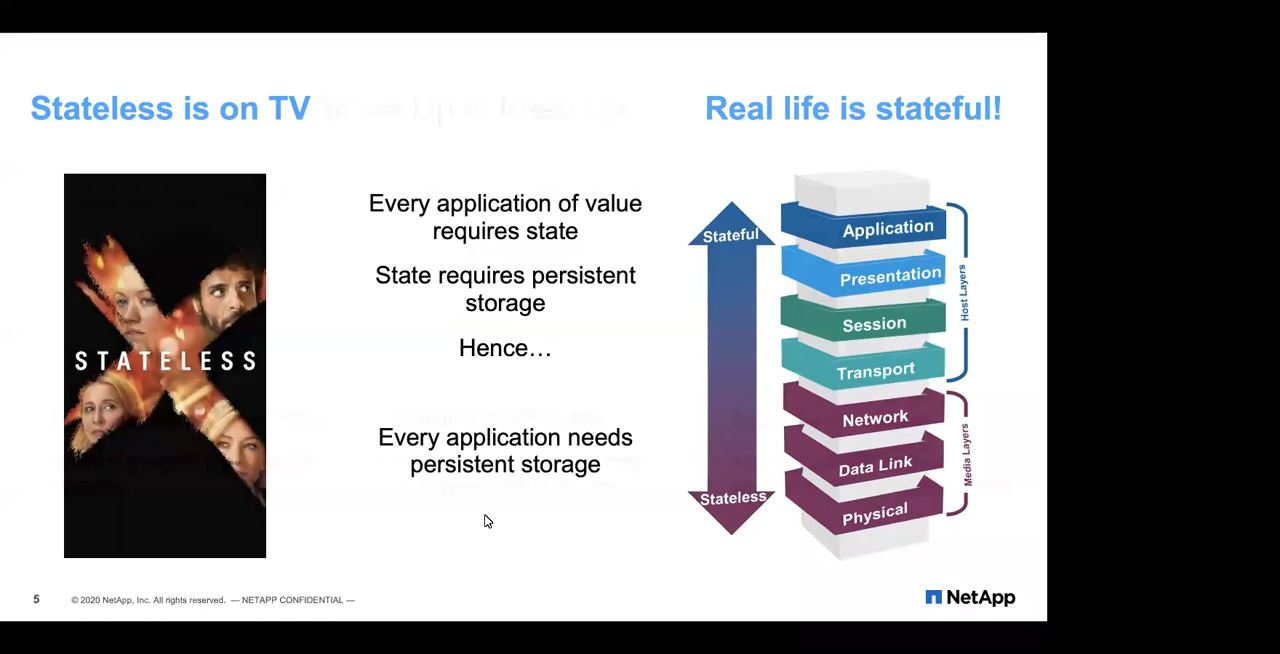 Stateless is on TV
Real life is stateful!
STATELESS
Every application of value
requires state
State requires persistent
storage
Hence…
Every application needs
persistent storage
Stateful
Stateless
Application
Presentation
Session
Transport
Network
Data Link
Physical
Host Layers
Media Layers
5
© 2020 NetApp, Inc. All rights reserved. — NETAPP CONFIDENTIAL —
NetApp